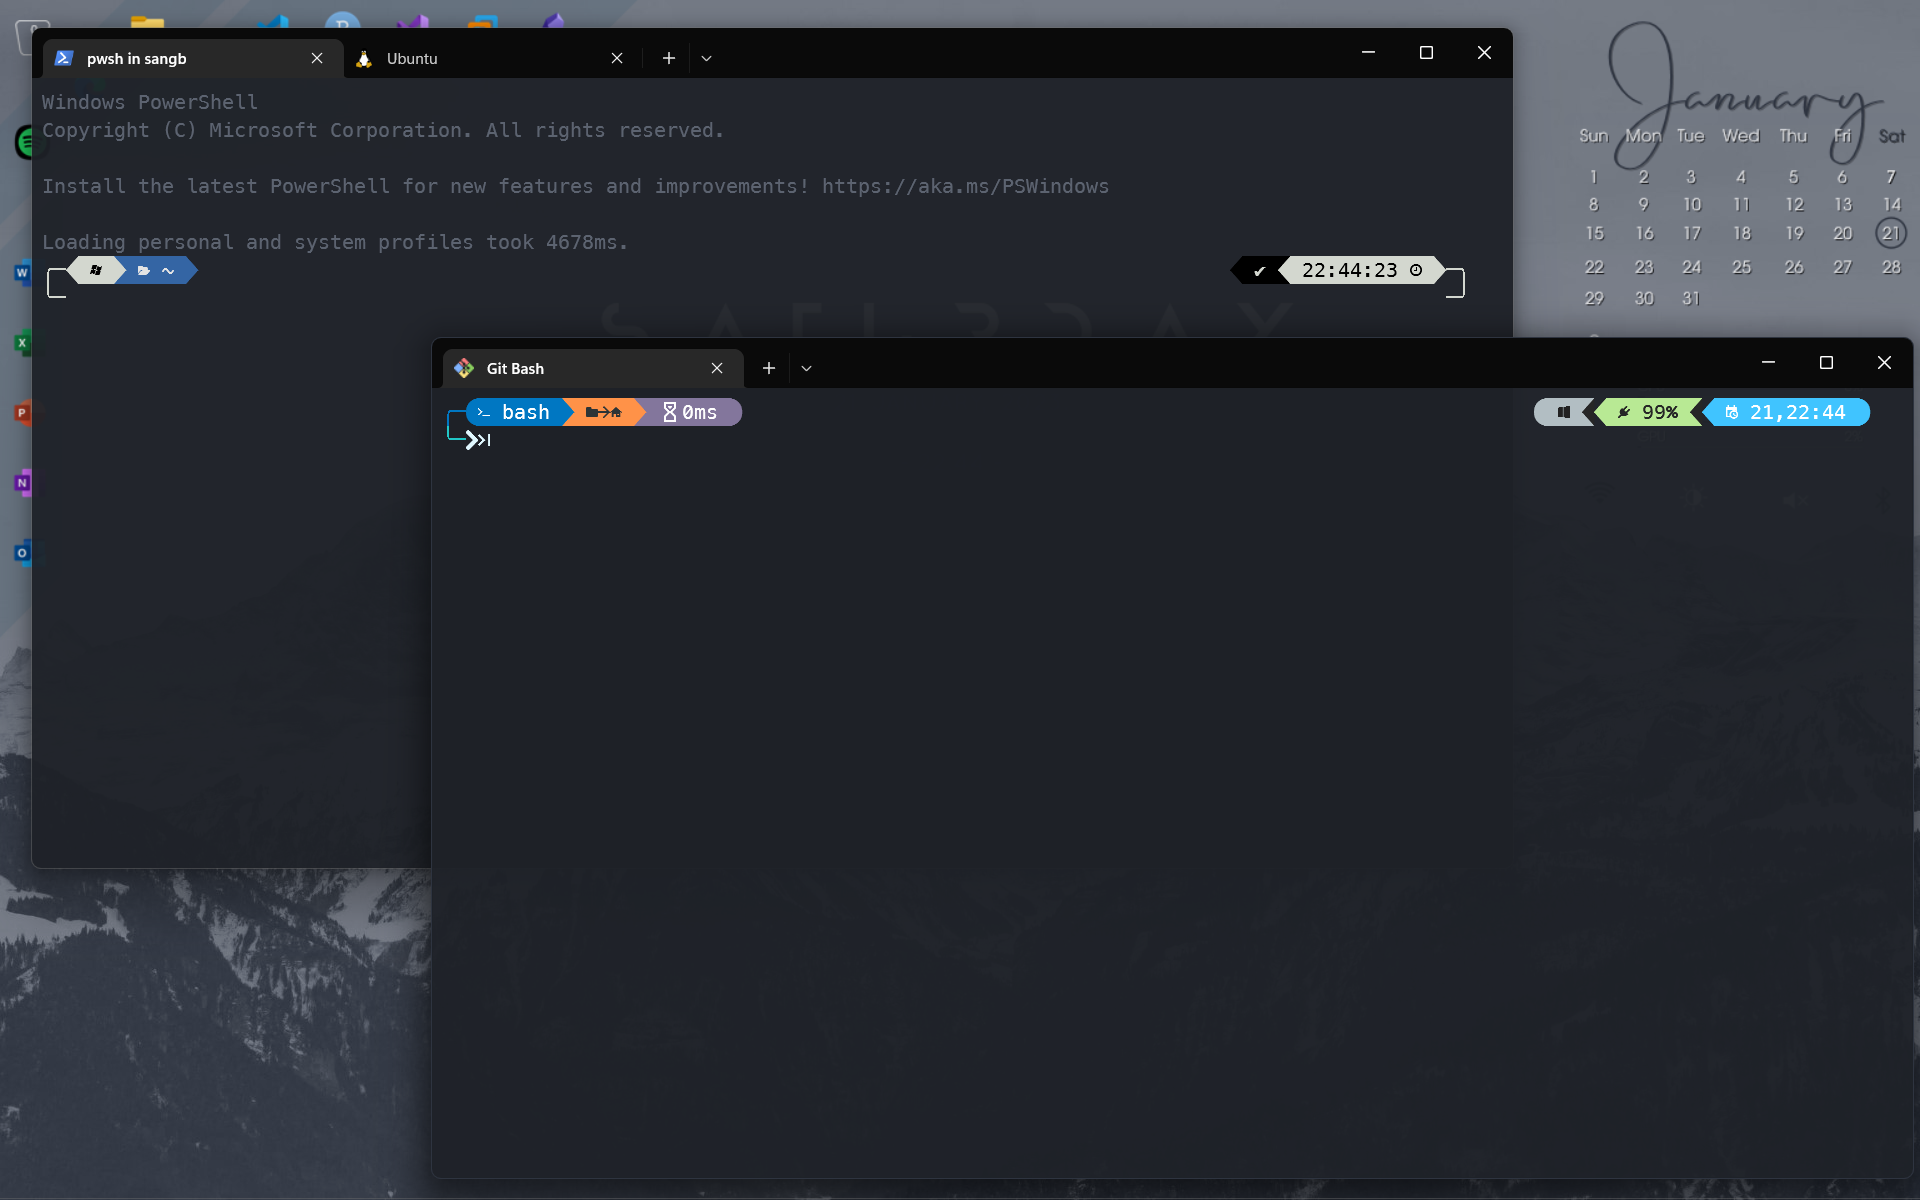 pwsh in sangb
Ubuntu
Windows PowerShell
Copyright (C) Microsoft Corporation. All rights reserved.
Install the latest PowerShell for new features and improvements! https://aka.ms/PSWindows
Loading personal and system profiles took 4678ms.
~
✔ 22:44:23
Git Bash
bash
0ms
99%
21,22:44
January
Sun Mon Tue Wed Thu Fri Sat
1 2 3 4 5 6 7
8 9 10 11 12 13 14
15 16 17 18 19 20 21
22 23 24 25 26 27 28
29 30 31
W
X
P
N
O